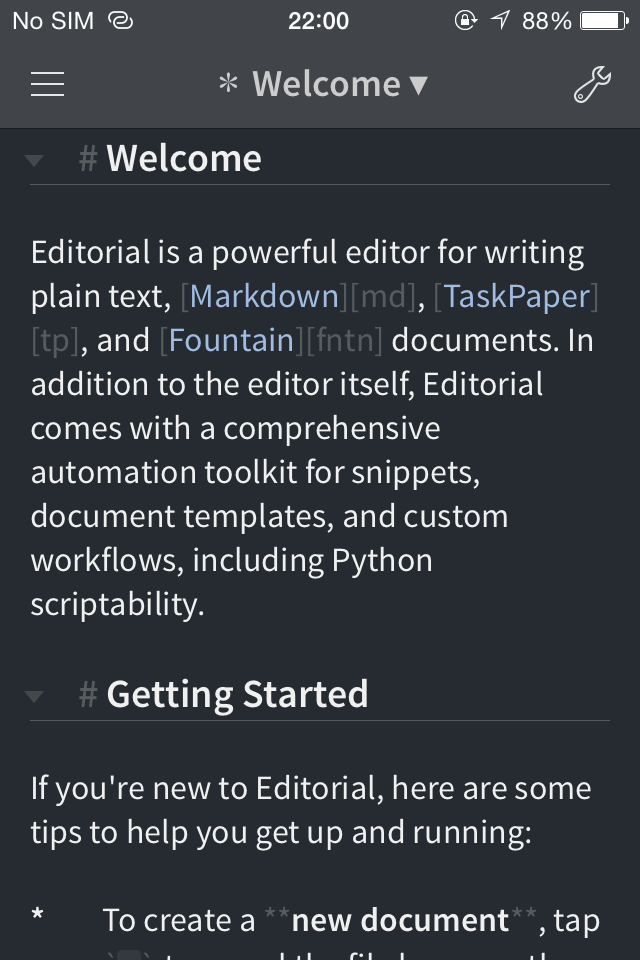 No SIM 22:00 88%
* Welcome ▾
# Welcome
Editorial is a powerful editor for writing
plain text, [Markdown][md], [TaskPaper]
[tp], and [Fountain][fntn] documents. In
addition to the editor itself, Editorial
comes with a comprehensive
automation toolkit for snippets,
document templates, and custom
workflows, including Python
scriptability.
# Getting Started
If you're new to Editorial, here are some
tips to help you get up and running:
* To create a **new document**, tap